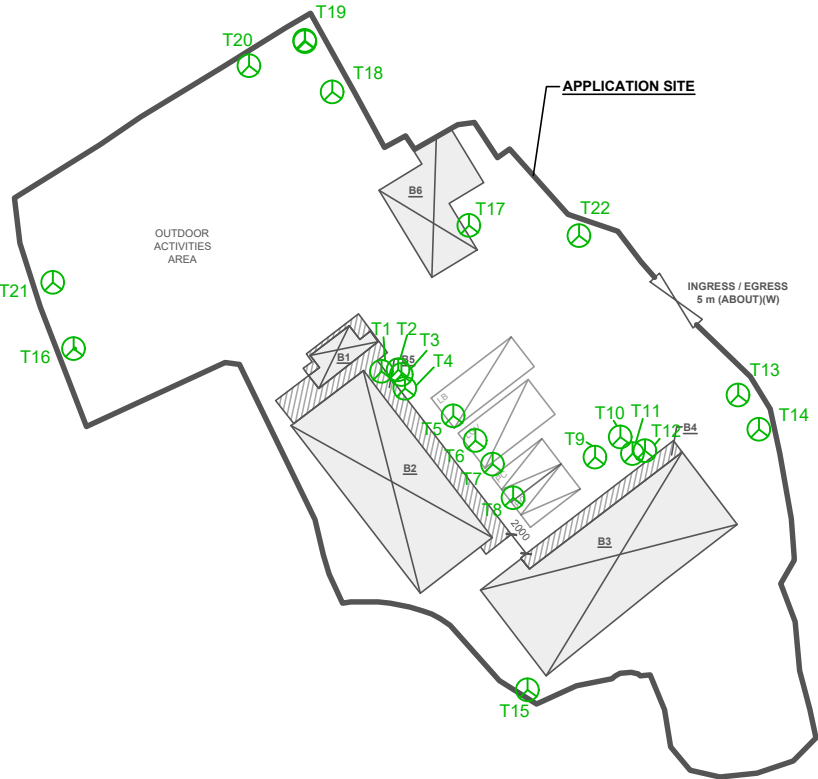 T19
T20
T18
APPLICATION SITE
B6
T17
T22
OUTDOOR
ACTIVITIES
AREA
T21
INGRESS / EGRESS
5 m (ABOUT)(W)
T16
T1
T2
T3
T4
B1
B5
LB
T13
T14
T5
T6
T7
T8
T9
T10
T11
T12
B4
B2
2000
B3
T15